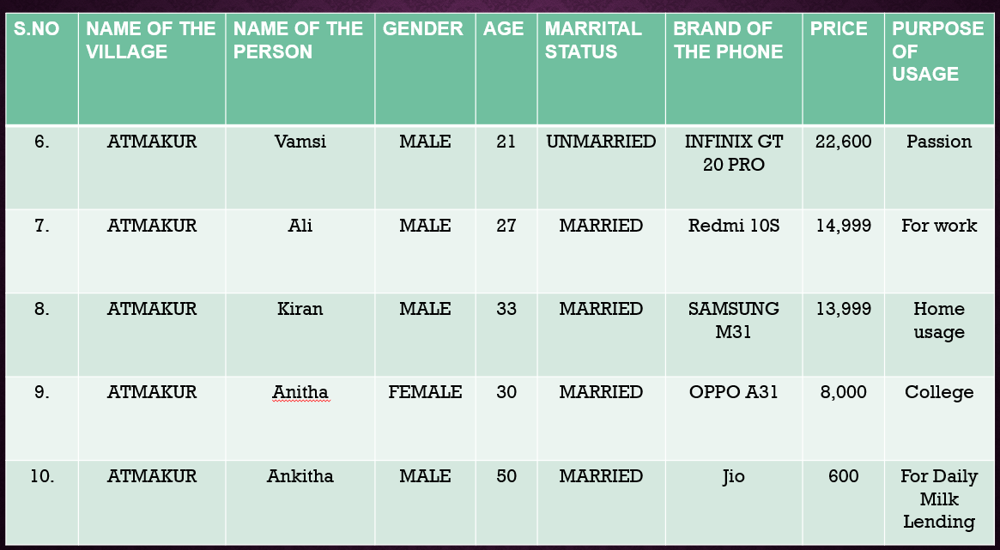 S.NO NAME OF THE VILLAGE NAME OF THE PERSON GENDER AGE MARRITAL STATUS BRAND OF THE PHONE PRICE PURPOSE OF USAGE
6. ATMAKUR Vamsi MALE 21 UNMARRIED INFINIX GT 20 PRO 22,600 Passion
7. ATMAKUR Ali MALE 27 MARRIED Redmi 10S 14,999 For work
8. ATMAKUR Kiran MALE 33 MARRIED SAMSUNG M31 13,999 Home usage
9. ATMAKUR Anitha FEMALE 30 MARRIED OPPO A31 8,000 College
10. ATMAKUR Ankitha MALE 50 MARRIED Jio 600 For Daily Milk Lending